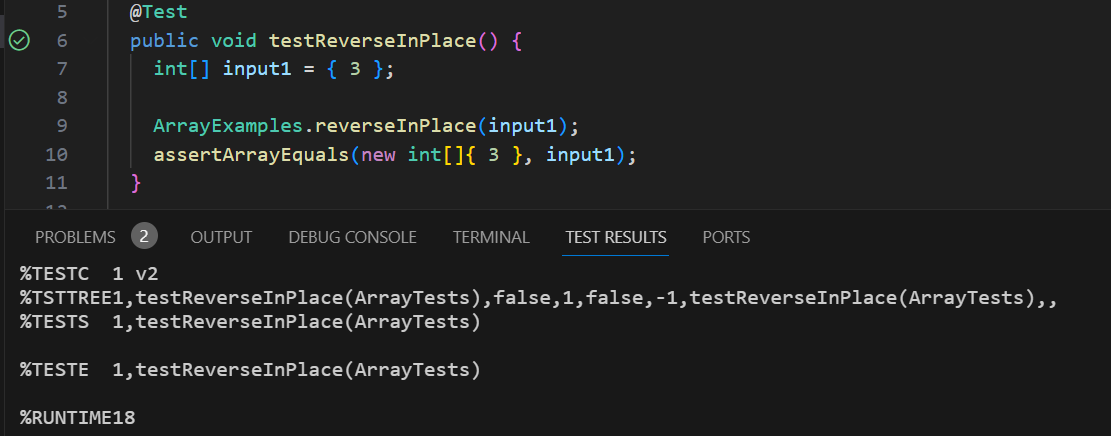 5 @Test
6 public void testReverseInPlace() {
7 int[] input1 = { 3 };
8
9 ArrayExamples.reverseInPlace(input1);
10 assertArrayEquals(new int[]{ 3 }, input1);
11 }
PROBLEMS 2 OUTPUT DEBUG CONSOLE TERMINAL TEST RESULTS PORTS
%TESTC 1 v2
%TSTTREE1,testReverseInPlace(ArrayTests),false,1,false,-1,testReverseInPlace(ArrayTests),,
%TESTS 1,testReverseInPlace(ArrayTests)
%TESTE 1,testReverseInPlace(ArrayTests)
%RUNTIME18